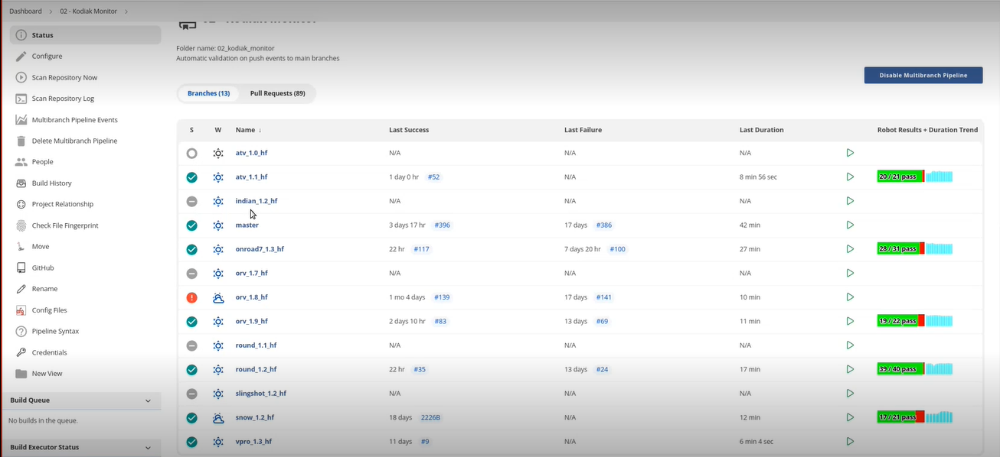 Dashboard > 02 - Kodiak Monitor >
Status
Configure
Scan Repository Now
Scan Repository Log
Multibranch Pipeline Events
Delete Multibranch Pipeline
People
Build History
Project Relationship
Check File Fingerprint
Move
GitHub
Rename
Config Files
Pipeline Syntax
Credentials
New View
Build Queue
No builds in the queue.
Build Executor Status
Folder name: 02_kodiak_monitor
Automatic validation on push events to main branches
Disable Multibranch Pipeline
Branches (13) Pull Requests (89)
S W Name ↓ Last Success Last Failure Last Duration Robot Results + Duration Trend
atv_1.0_hf N/A N/A N/A
atv_1.1_hf 1 day 0 hr #52 N/A 8 min 56 sec 20 / 21 pass
indian_1.2_hf N/A N/A N/A
master 3 days 17 hr #396 17 days #386 42 min
onroad7_1.3_hf 22 hr #117 7 days 20 hr #100 27 min 28 / 31 pass
orv_1.7_hf N/A N/A N/A
orv_1.8_hf 1 mo 4 days #139 17 days #141 10 min
orv_1.9_hf 2 days 10 hr #83 13 days #69 11 min 19 / 22 pass
round_1.1_hf N/A N/A N/A
round_1.2_hf 22 hr #35 13 days #24 17 min 39 / 40 pass
slingshot_1.2_hf N/A N/A N/A
snow_1.2_hf 18 days 2226B N/A 12 min 17 / 21 pass
vpro_1.3_hf 11 days #9 N/A 6 min 4 sec